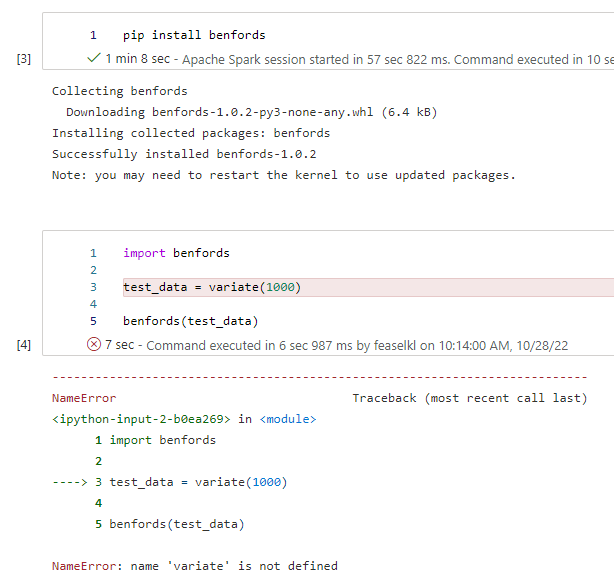 1 pip install benfords
[3] 1 min 8 sec - Apache Spark session started in 57 sec 822 ms. Command executed in 10 se
Collecting benfords
Downloading benfords-1.0.2-py3-none-any.whl (6.4 kB)
Installing collected packages: benfords
Successfully installed benfords-1.0.2
Note: you may need to restart the kernel to use updated packages.
1 import benfords
2
3 test_data = variate(1000)
4
5 benfords(test_data)
[4] 7 sec - Command executed in 6 sec 987 ms by feaselkl on 10:14:00 AM, 10/28/22
---------------------------------------------------------------------------
NameError Traceback (most recent call last)
<ipython-input-2-b0ea269> in <module>
1 import benfords
2
----> 3 test_data = variate(1000)
4
5 benfords(test_data)
NameError: name 'variate' is not defined